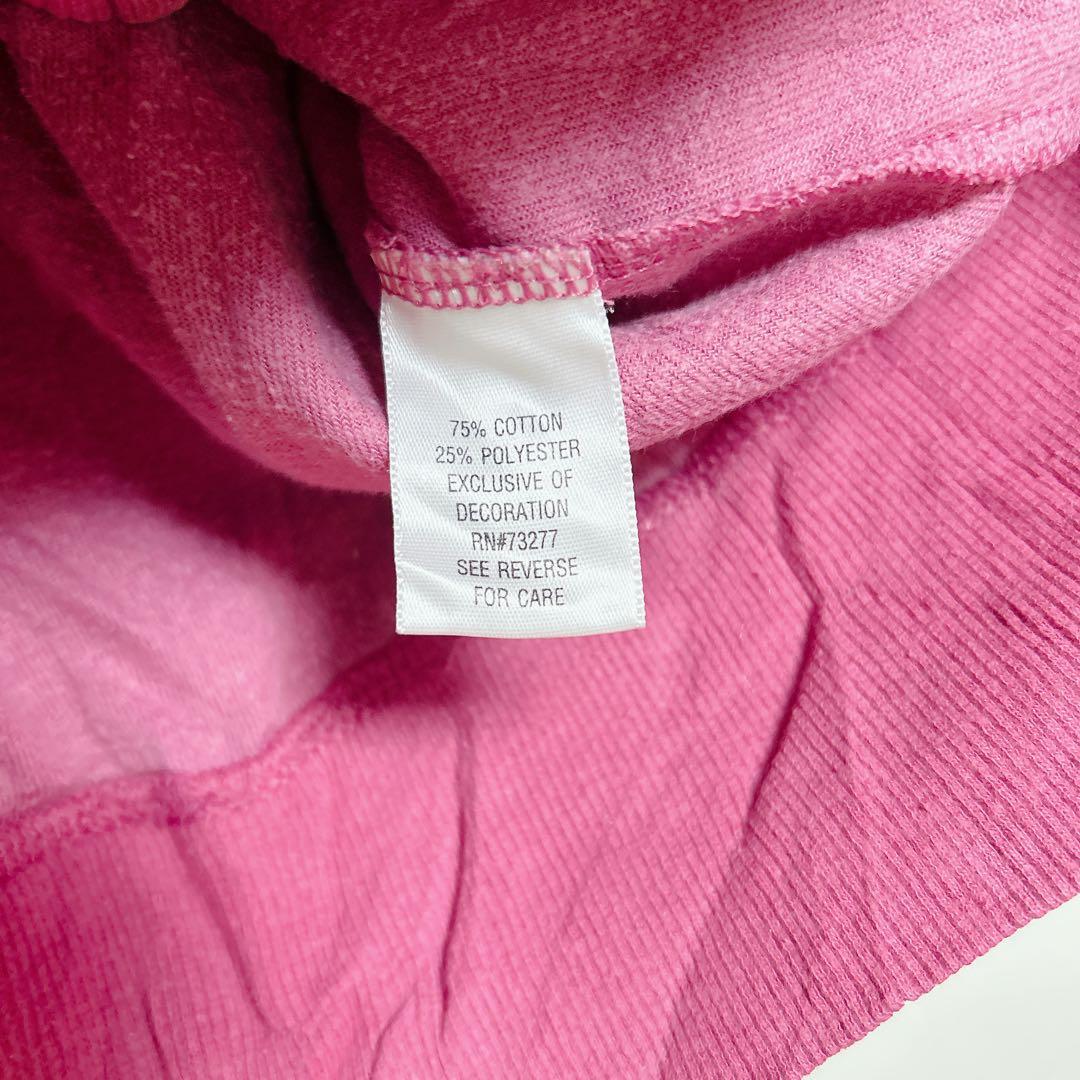 75% COTTON
25% POLYESTER
EXCLUSIVE OF
DECORATION
RN#73277
SEE REVERSE
FOR CARE